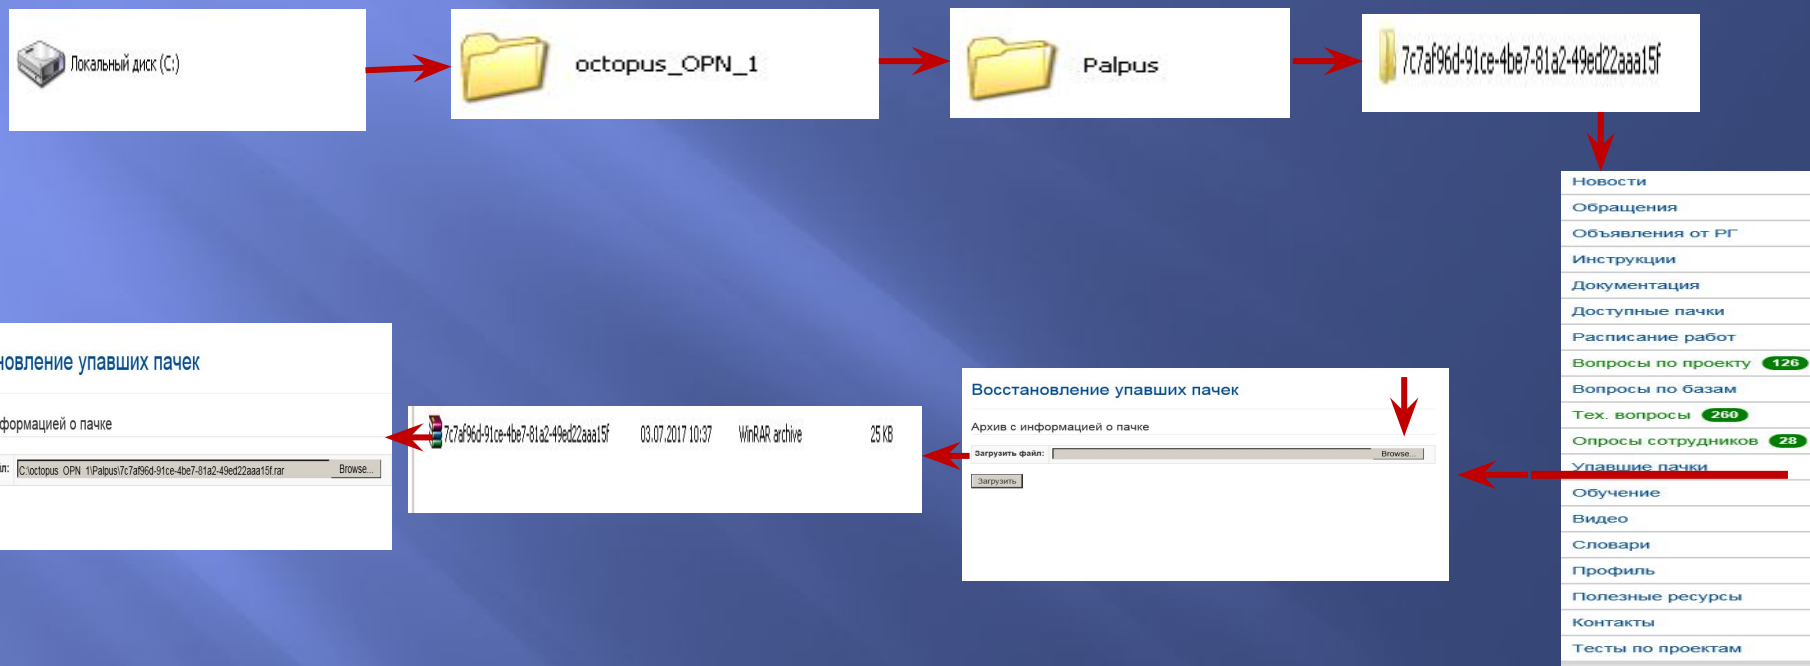 Локальный диск (C:)
octopus_OPN_1
Palpus
7c7af96d-91ce-4be7-81a2-49ed22aaa15f
Новости
Обращения
Объявления от РГ
Инструкции
Документация
Доступные пачки
Расписание работ
Вопросы по проекту 126
Вопросы по базам
Тех. вопросы 260
Опросы сотрудников 28
Упавшие пачки
Обучение
Видео
Словари
Профиль
Полезные ресурсы
Контакты
Тесты по проектам
Восстановление упавших пачек
Архив с информацией о пачке
Загрузить файл: Browse...
Загрузить
7c7af96d-91ce-4be7-81a2-49ed22aaa15f 03.07.2017 10:37 WinRAR archive 25 КБ
новление упавших пачек
формацией о пачке
йл: C:\octopus_OPN_1\Palpus\7c7af96d-91ce-4be7-81a2-49ed22aaa15f.rar Browse...